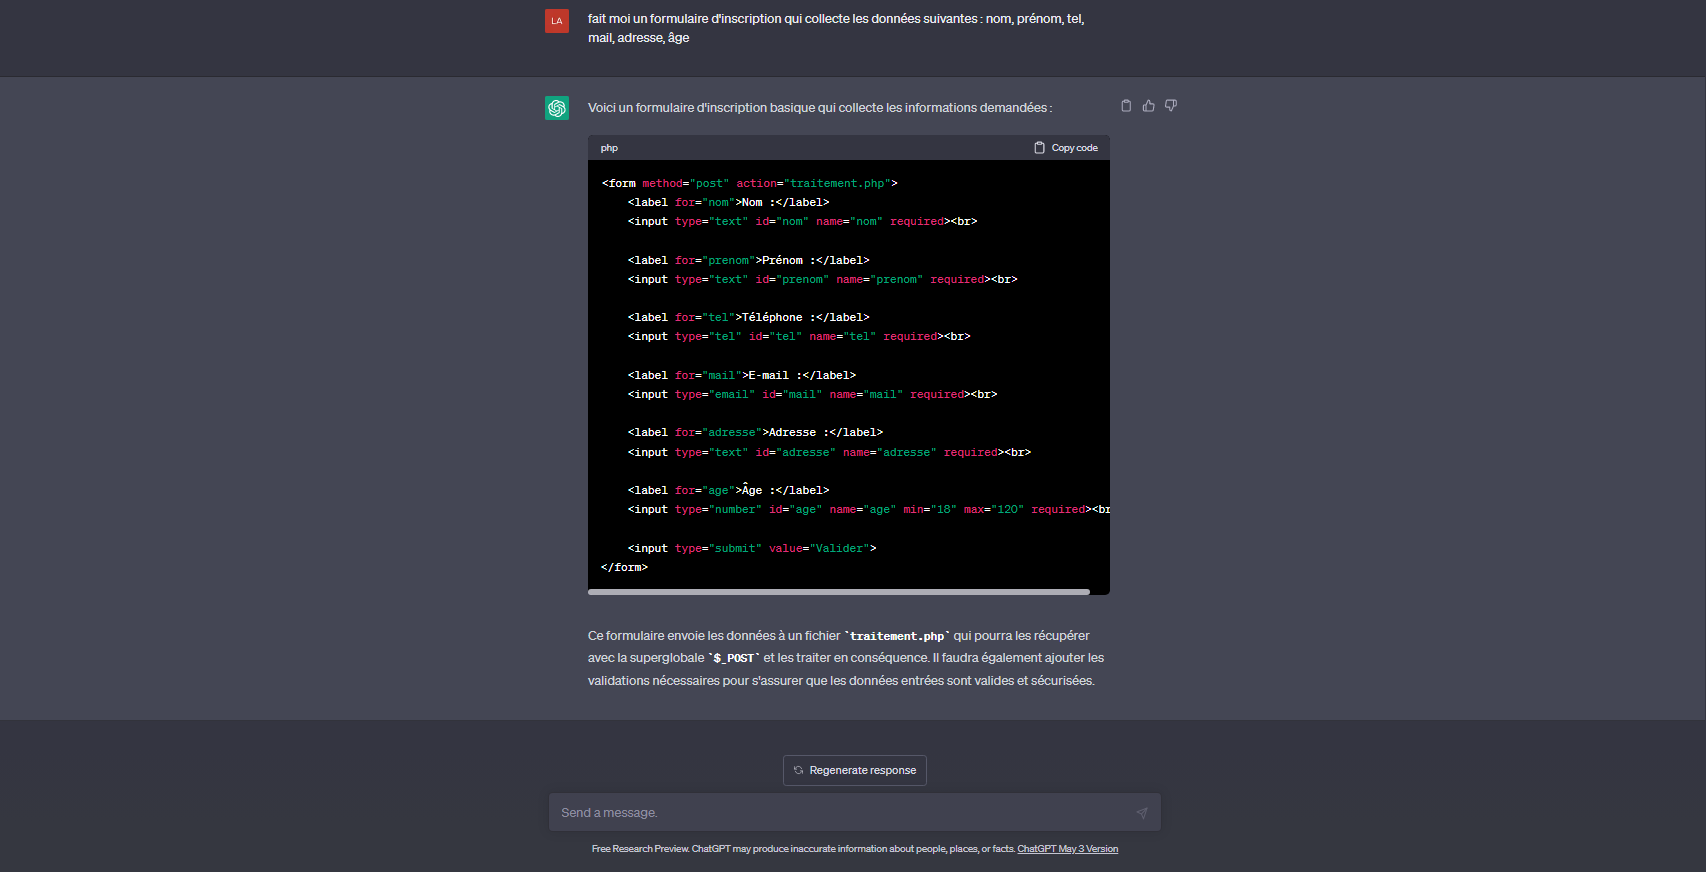 LA
fait moi un formulaire d'inscription qui collecte les données suivantes : nom, prénom, tel,
mail, adresse, âge
Voici un formulaire d'inscription basique qui collecte les informations demandées :
php
Copy code
<form method="post" action="traitement.php">
    <label for="nom">Nom :</label>
    <input type="text" id="nom" name="nom" required><br>
    <label for="prenom">Prénom :</label>
    <input type="text" id="prenom" name="prenom" required><br>
    <label for="tel">Téléphone :</label>
    <input type="tel" id="tel" name="tel" required><br>
    <label for="mail">E-mail :</label>
    <input type="email" id="mail" name="mail" required><br>
    <label for="adresse">Adresse :</label>
    <input type="text" id="adresse" name="adresse" required><br>
    <label for="age">Âge :</label>
    <input type="number" id="age" name="age" min="18" max="120" required><br
    <input type="submit" value="Valider">
</form>
Ce formulaire envoie les données à un fichier `traitement.php` qui pourra les récupérer
avec la superglobale `$_POST` et les traiter en conséquence. Il faudra également ajouter les
validations nécessaires pour s'assurer que les données entrées sont valides et sécurisées.
Regenerate response
Send a message.
Free Research Preview. ChatGPT may produce inaccurate information about people, places, or facts. ChatGPT May 3 Version